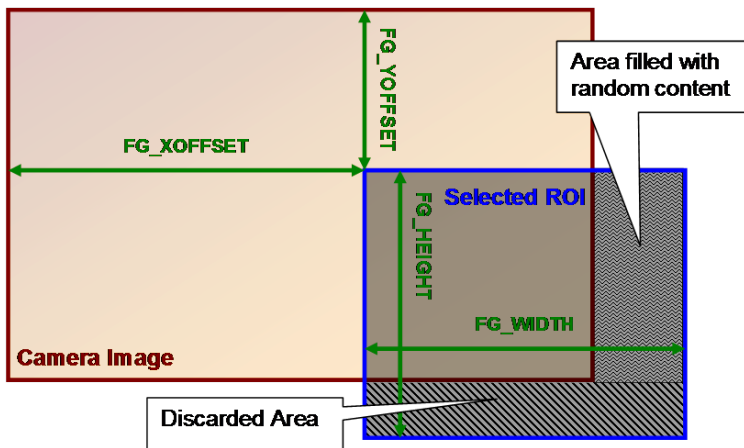 FG_YOFFSET
Area filled with
random content
FG_XOFFSET
Selected ROI
FG_HEIGHT
FG_WIDTH
Camera Image
Discarded Area